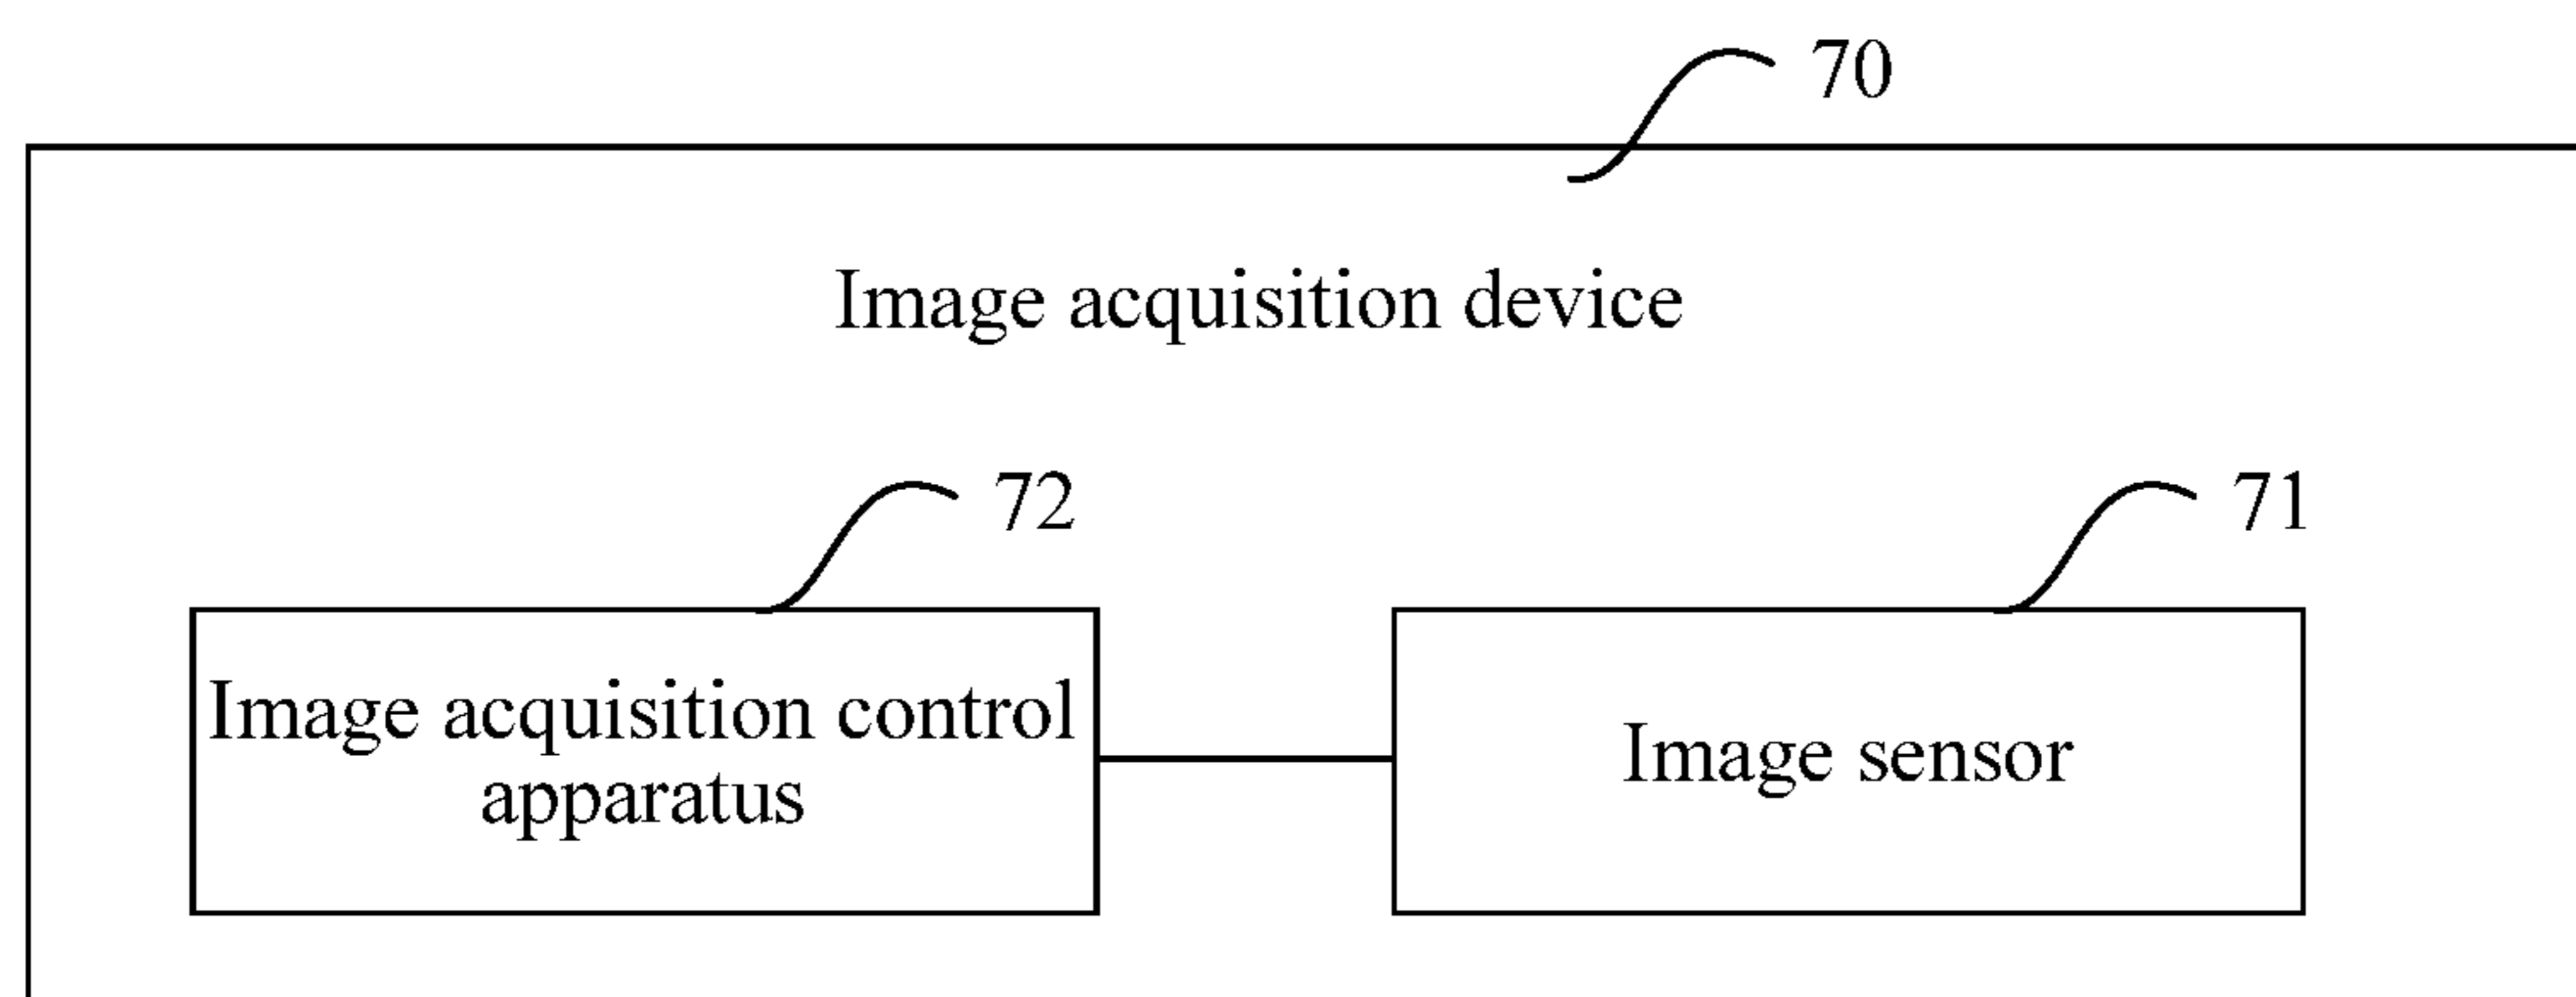 70
Image acquisition device
72
71
Image acquisition control
apparatus
Image sensor